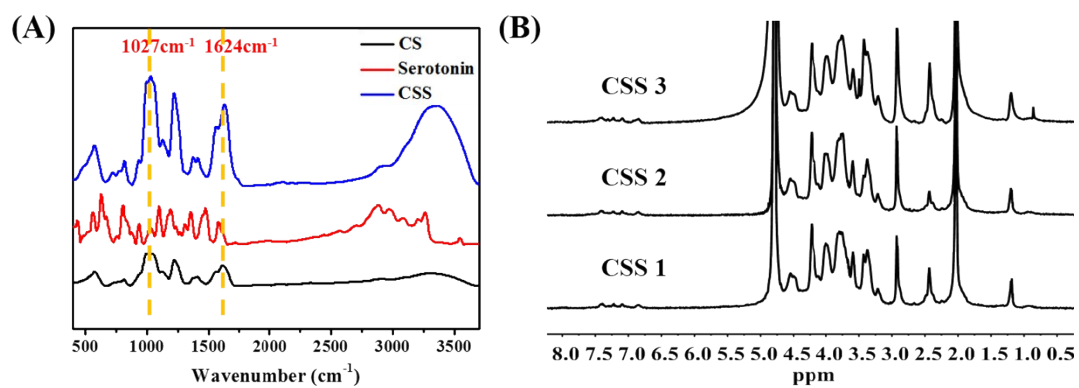 (A)
1027cm⁻¹ 1624cm⁻¹
CS
Serotonin
CSS
500 1000 1500 2000 2500 3000 3500
Wavenumber (cm⁻¹)
(B)
CSS 3
CSS 2
CSS 1
8.0 7.5 7.0 6.5 6.0 5.5 5.0 4.5 4.0 3.5 3.0 2.5 2.0 1.5 1.0 0.5
ppm